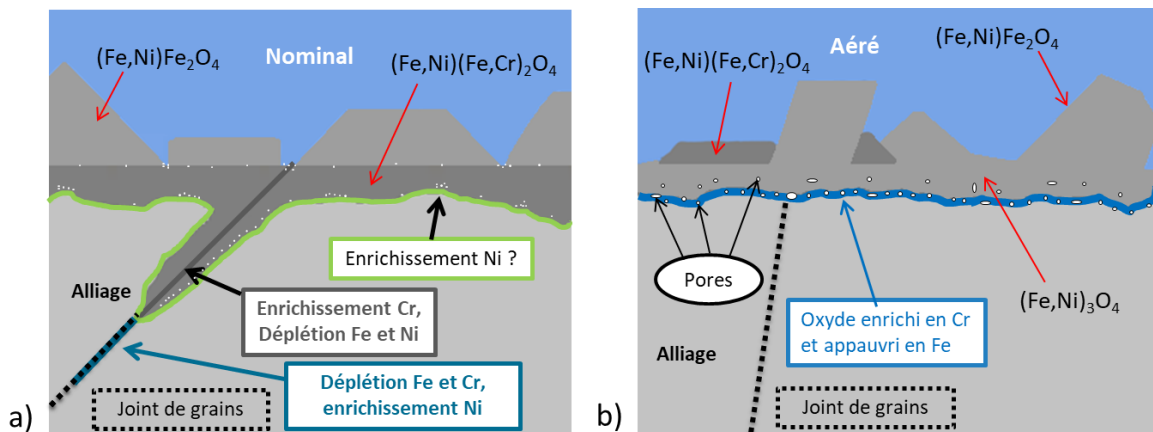 (Fe,Ni)Fe₂O₄
Nominal
(Fe,Ni)(Fe,Cr)₂O₄
Enrichissement Ni ?
Alliage
Enrichissement Cr,
Déplétion Fe et Ni
Déplétion Fe et Cr,
enrichissement Ni
Joint de grains
a)
(Fe,Ni)(Fe,Cr)₂O₄
Aéré
(Fe,Ni)Fe₂O₄
Pores
(Fe,Ni)₃O₄
Oxyde enrichi en Cr
et appauvri en Fe
Alliage
Joint de grains
b)